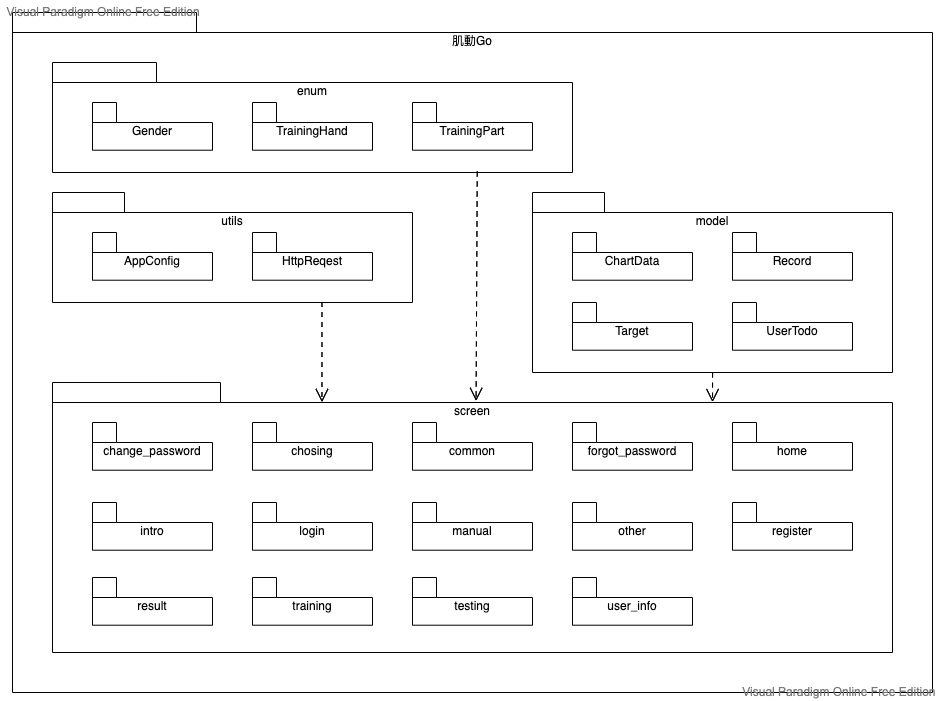 Visual Paradigm Online Free Edition
肌動Go
enum
Gender
TrainingHand
TrainingPart
utils
AppConfig
HttpReqest
model
ChartData
Record
Target
UserTodo
screen
change_password
chosing
common
forgot_password
home
intro
login
manual
other
register
result
training
testing
user_info
Visual Paradigm Online Free Edition